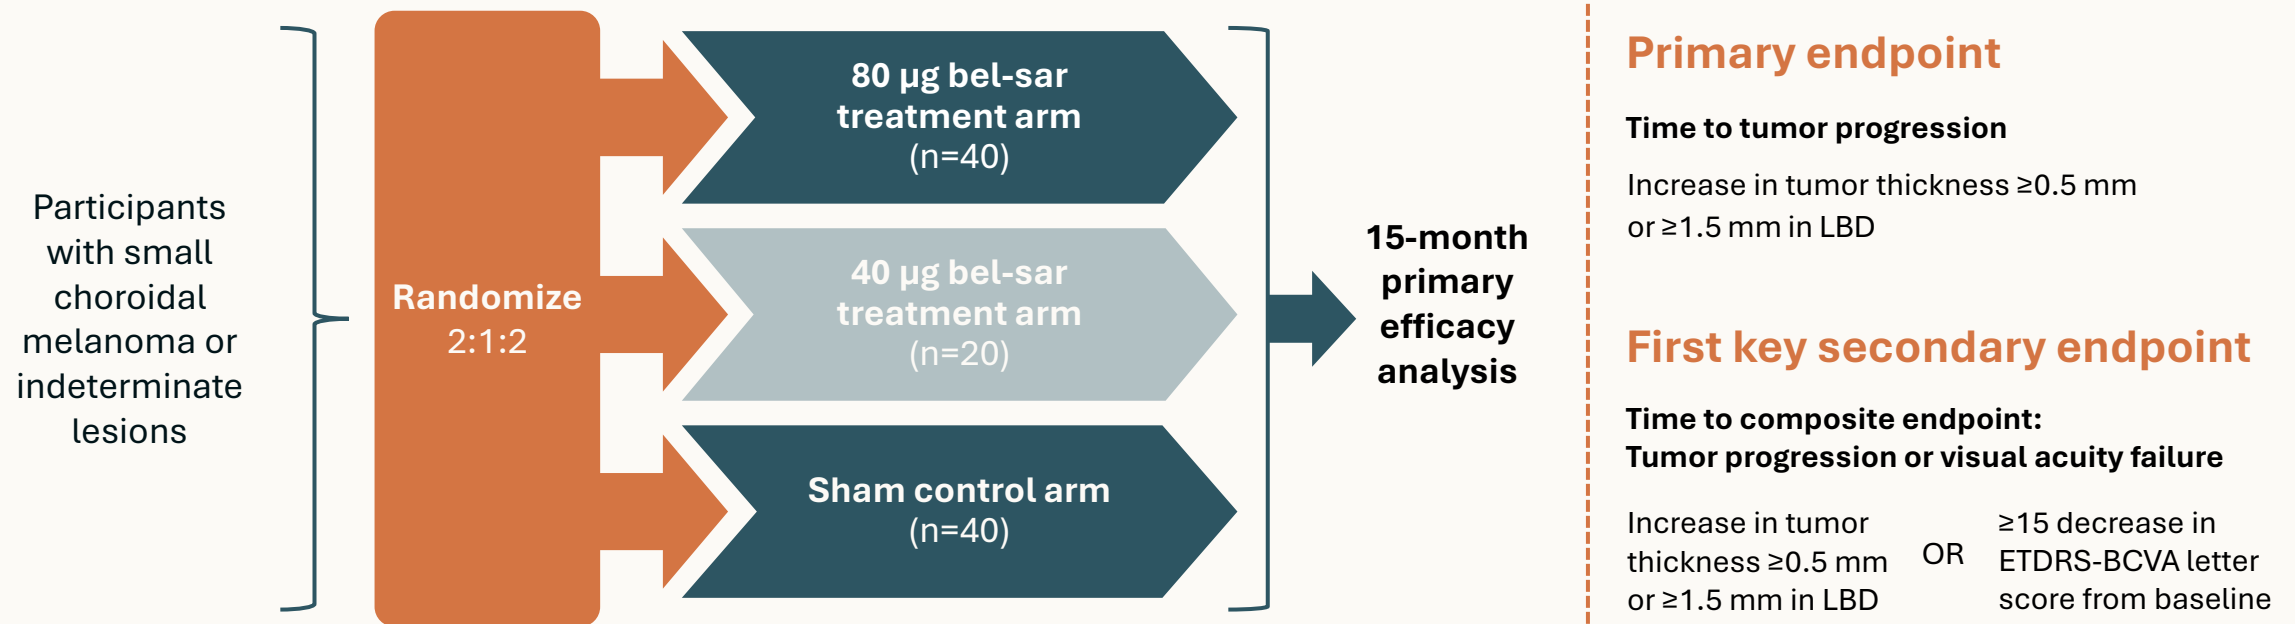 Participants
with small
choroidal
melanoma or
indeterminate
lesions
Randomize
2:1:2
80 µg bel-sar
treatment arm
(n=40)
40 µg bel-sar
treatment arm
(n=20)
Sham control arm
(n=40)
15-month
primary
efficacy
analysis
Primary endpoint
Time to tumor progression
Increase in tumor thickness ≥0.5 mm
or ≥1.5 mm in LBD
First key secondary endpoint
Time to composite endpoint:
Tumor progression or visual acuity failure
Increase in tumor
thickness ≥0.5 mm
or ≥1.5 mm in LBD
OR
≥15 decrease in
ETDRS-BCVA letter
score from baseline